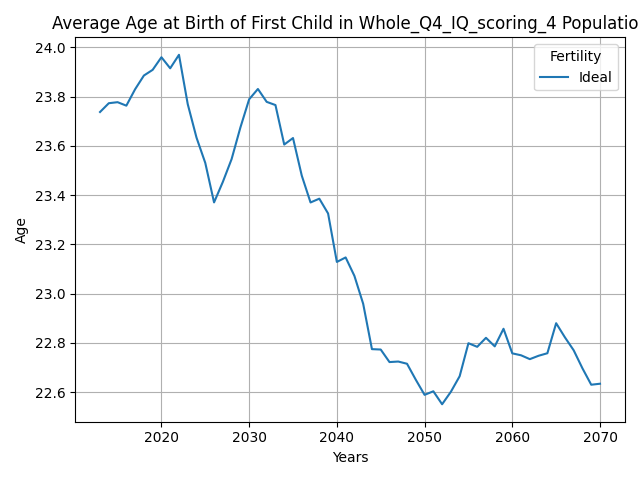 Average Age at Birth of First Child in Whole_Q4_IQ_scoring_4 Populatio
Fertility
Ideal
24.0
23.8
23.6
23.4
23.2
23.0
22.8
22.6
Age
2020 2030 2040 2050 2060 2070
Years